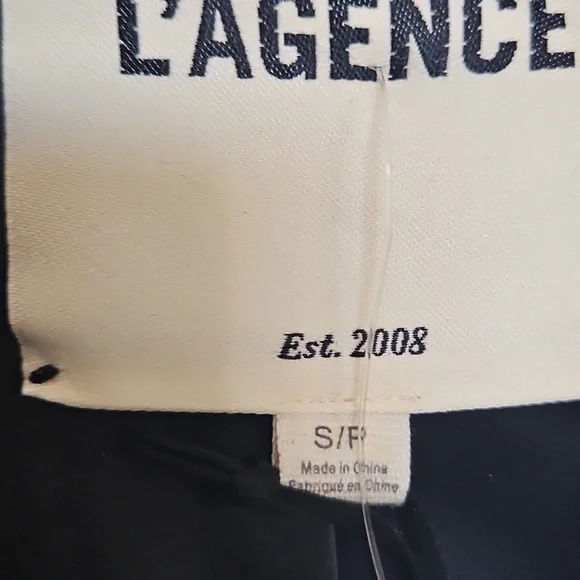 L'AGENCE
Est. 2008
S/P
Made in China
Fabriqué en Chine